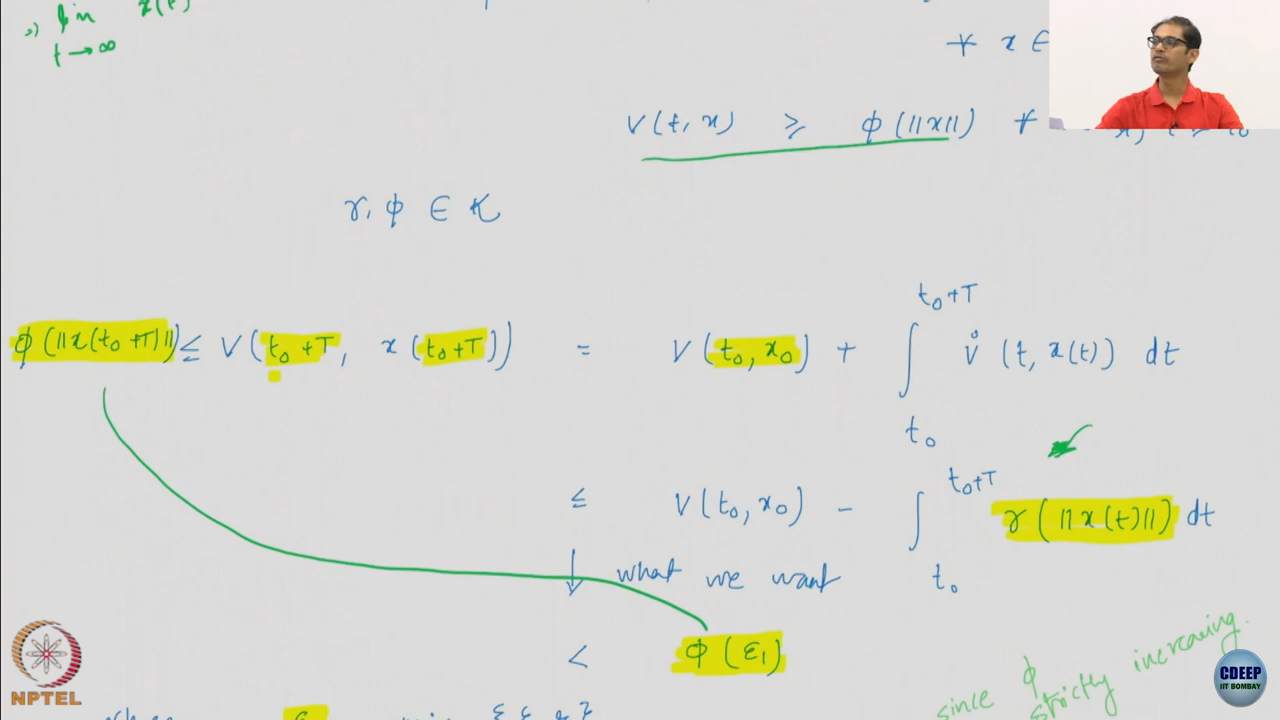 x(t)
t → ∞
∀ x ∈
V(t, x) ≥ ϕ(||x||) ∀
γ, ϕ ∈ K
ϕ(||x(t₀+T)||) ≤ V(t₀+T, x(t₀+T)) = V(t₀, x₀) + ∫_{t₀}^{t₀+T} V̇(t, x(t)) dt
≤ V(t₀, x₀) - ∫_{t₀}^{t₀+T} γ(||x(t)||) dt
↓ what we want
< ϕ(ε₁)
since ϕ
strictly increasing.
NPTEL
CDEEP
IIT BOMBAY